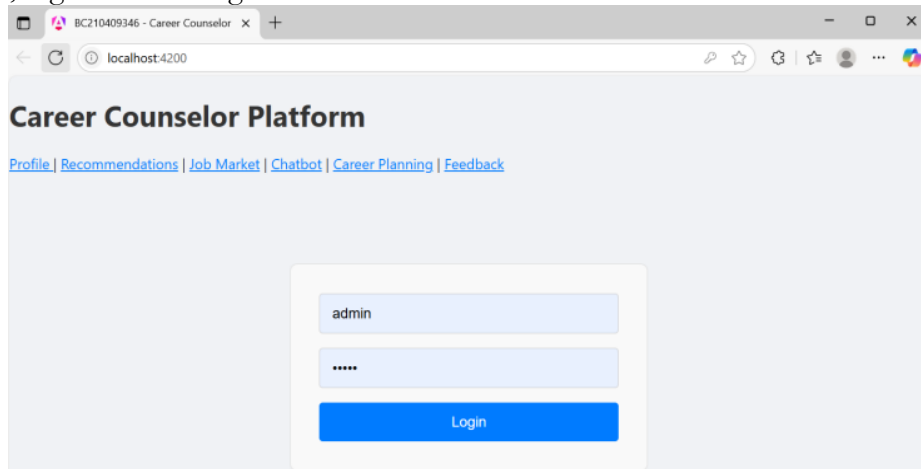 BC210409346 - Career Counselor
localhost:4200
Career Counselor Platform
Profile | Recommendations | Job Market | Chatbot | Career Planning | Feedback
admin
•••••
Login